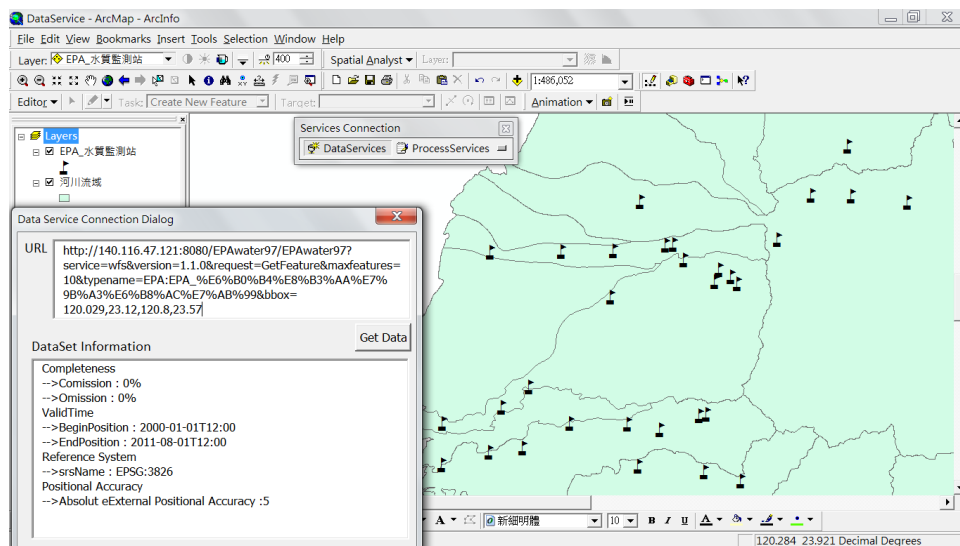 DataService - ArcMap - ArcInfo
File Edit View Bookmarks Insert Tools Selection Window Help
Layer: EPA_水質監測站 400 Spatial Analyst Layer:
1:486,052
Editor Task: Create New Feature Target: Animation
Layers
EPA_水質監測站
河川流域
Services Connection
DataServices ProcessServices
Data Service Connection Dialog
URL
http://140.116.47.121:8080/EPAwater97/EPAwater97?
service=wfs&version=1.1.0&request=GetFeature&maxfeatures=
10&typename=EPA:EPA_%E6%B0%B4%E8%B3%AA%E7%
9B%A3%E6%B8%AC%E7%AB%99&bbox=
120.029,23.12,120.8,23.57
Get Data
DataSet Information
Completeness
-->Comission : 0%
-->Omission : 0%
ValidTime
-->BeginPosition : 2000-01-01T12:00
-->EndPosition : 2011-08-01T12:00
Reference System
-->srsName : EPSG:3826
Positional Accuracy
-->Absolut eExternal Positional Accuracy :5
A 新細明體 10 B I U A
120.284 23.921 Decimal Degrees